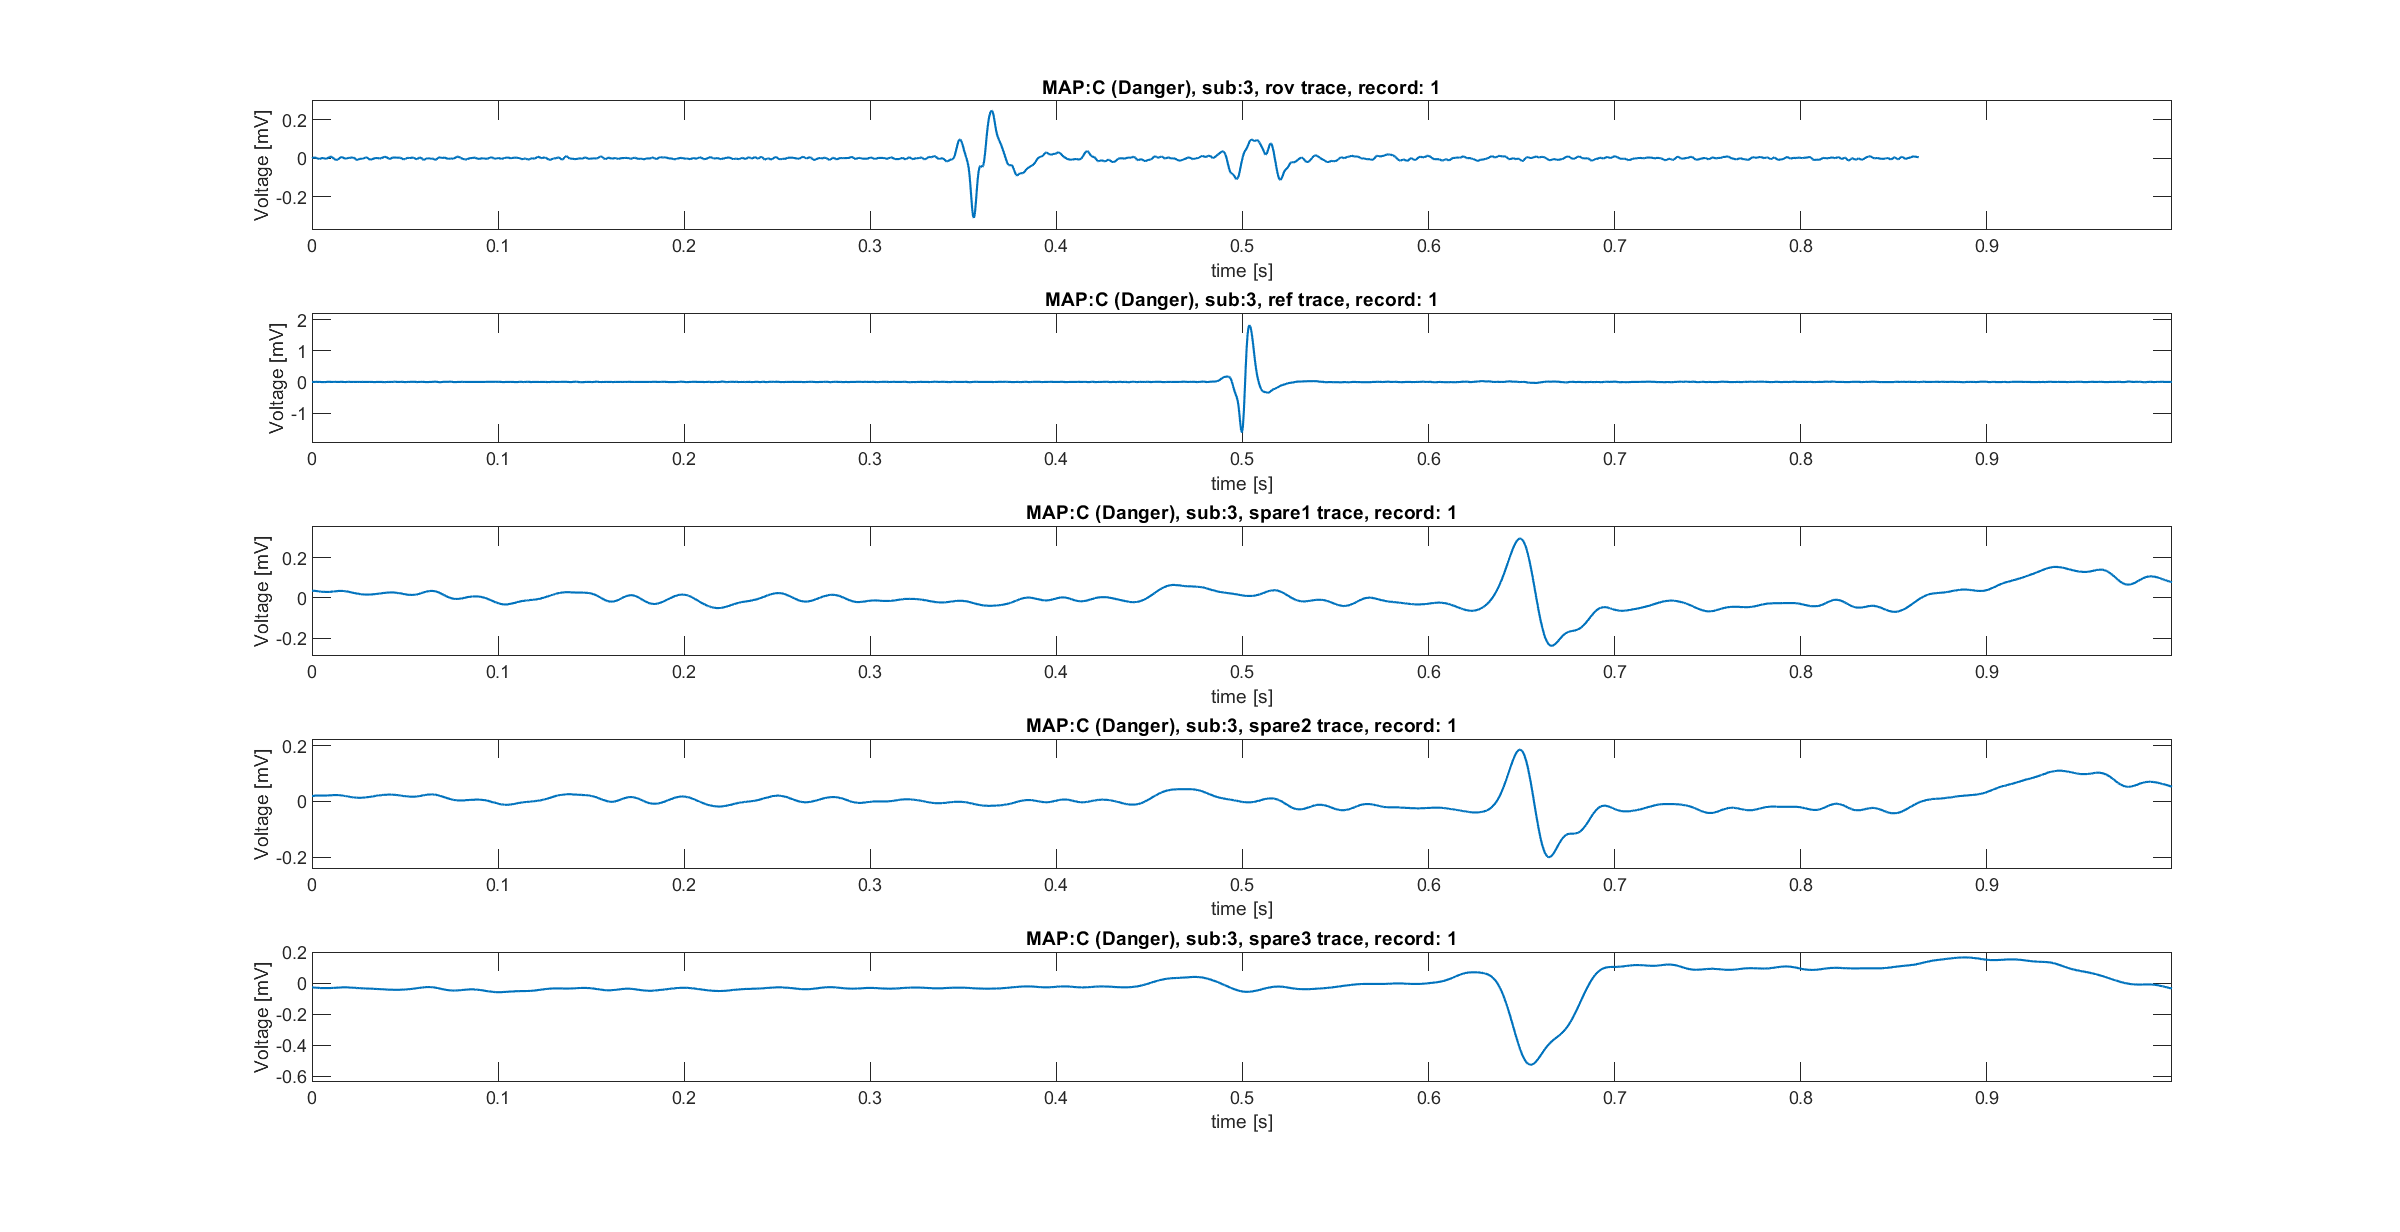 MAP:C (Danger), sub:3, rov trace, record: 1
Voltage [mV]
0.2
0
-0.2
0 0.1 0.2 0.3 0.4 0.5 0.6 0.7 0.8 0.9
time [s]
MAP:C (Danger), sub:3, ref trace, record: 1
Voltage [mV]
2
1
0
-1
0 0.1 0.2 0.3 0.4 0.5 0.6 0.7 0.8 0.9
time [s]
MAP:C (Danger), sub:3, spare1 trace, record: 1
Voltage [mV]
0.2
0
-0.2
0 0.1 0.2 0.3 0.4 0.5 0.6 0.7 0.8 0.9
time [s]
MAP:C (Danger), sub:3, spare2 trace, record: 1
Voltage [mV]
0.2
0
-0.2
0 0.1 0.2 0.3 0.4 0.5 0.6 0.7 0.8 0.9
time [s]
MAP:C (Danger), sub:3, spare3 trace, record: 1
Voltage [mV]
0.2
0
-0.2
-0.4
-0.6
0 0.1 0.2 0.3 0.4 0.5 0.6 0.7 0.8 0.9
time [s]